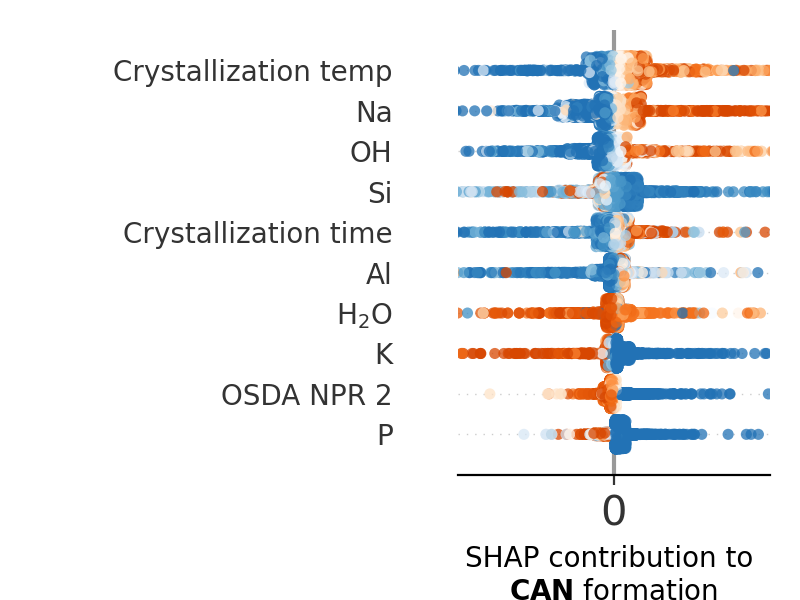 Crystallization temp
Na
OH
Si
Crystallization time
Al
H₂O
K
OSDA NPR 2
P
0
SHAP contribution to
CAN formation